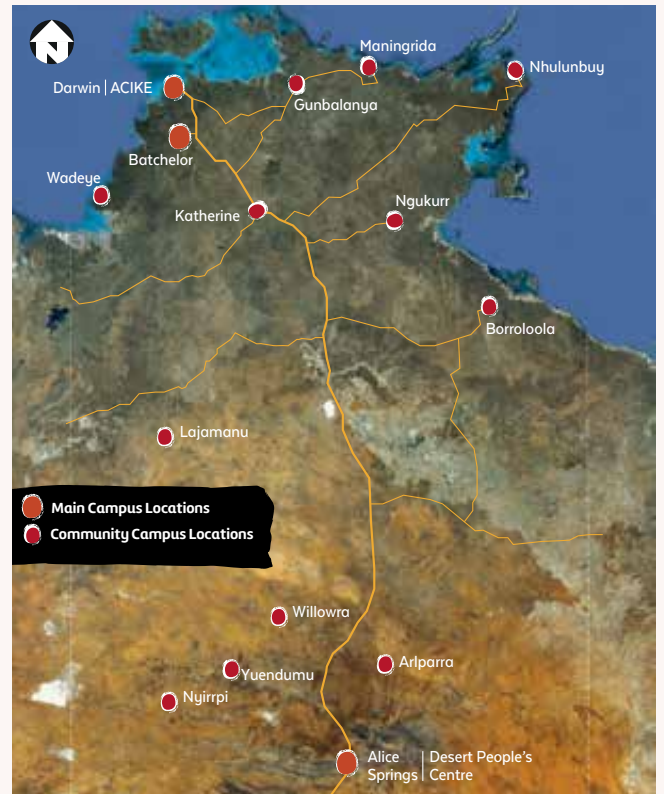 N
Maningrida
Nhulunbuy
Darwin | ACIKE
Gunbalanya
Batchelor
Wadeye
Katherine
Ngukurr
Borroloola
Lajamanu
Main Campus Locations
Community Campus Locations
Willowra
Arlparra
Yuendumu
Nyirrpi
Alice | Desert People's
Springs | Centre